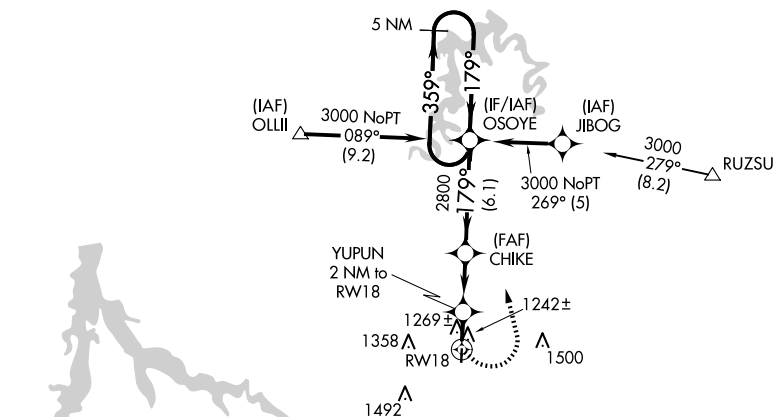 5 NM
359°
179°
(IAF)
OLLII
3000 NoPT
089°
(9.2)
(IF/IAF)
OSOYE
(IAF)
JIBOG
3000
279°
(8.2)
RUZSU
3000 NoPT
269° (5)
2800
179°
(6.1)
(FAF)
CHIKE
YUPUN
2 NM to
RW18
1242±
1269±
1358
RW18
1500
1492